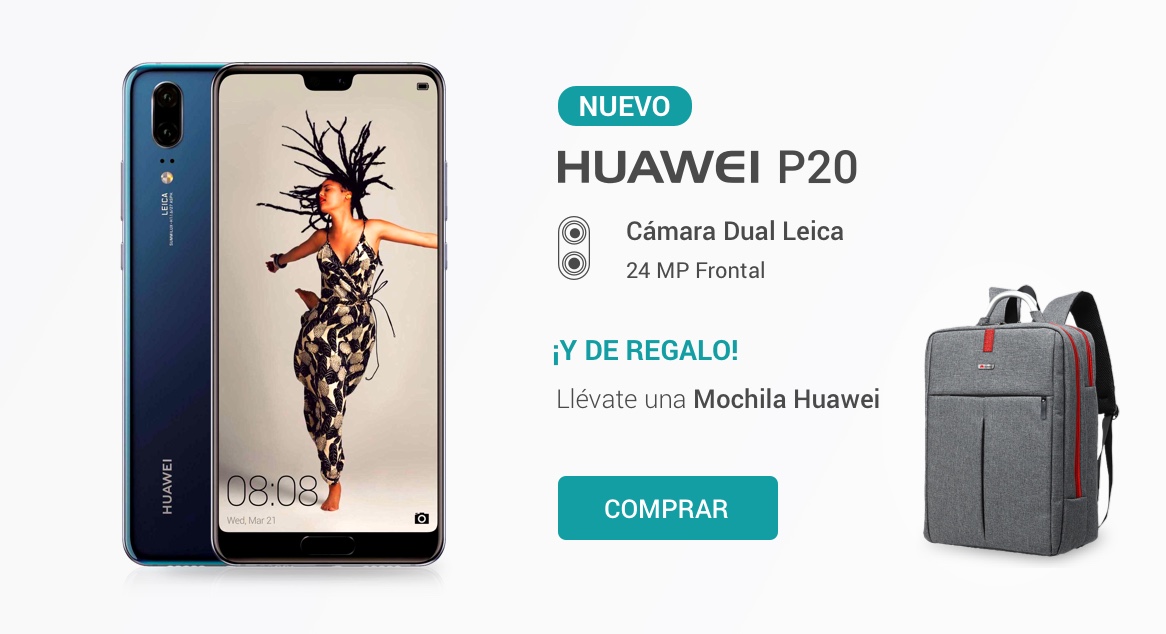 NUEVO
HUAWEI P20
Cámara Dual Leica
24 MP Frontal
¡Y DE REGALO!
Llévate una Mochila Huawei
COMPRAR
LEICA
HUAWEI
08:08
Wed, Mar 21